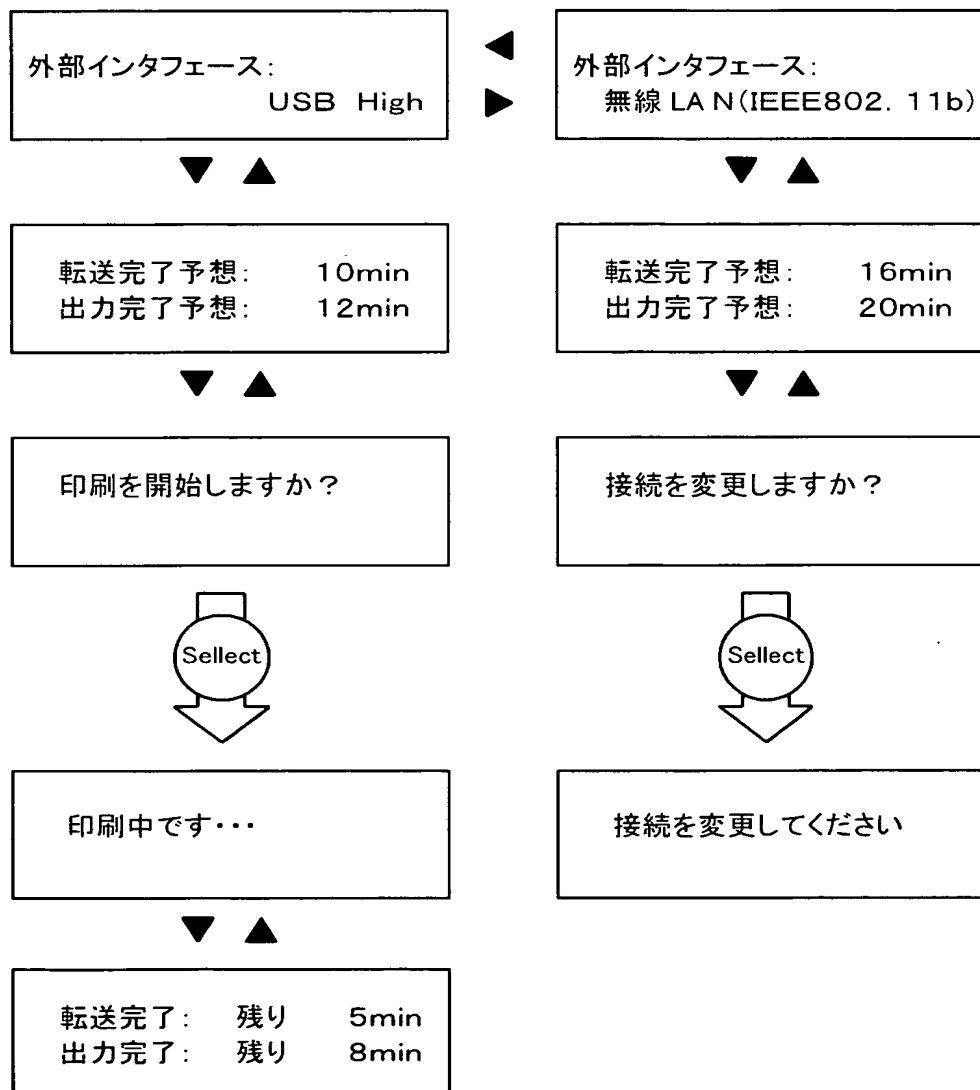 外部インタフェース:
USB High
外部インタフェース:
無線LAN(IEEE802. 11b)
転送完了予想: 10min
出力完了予想: 12min
転送完了予想: 16min
出力完了予想: 20min
印刷を開始しますか?
接続を変更しますか?
Sellect
Sellect
印刷中です・・・
接続を変更してください
転送完了: 残り 5min
出力完了: 残り 8min